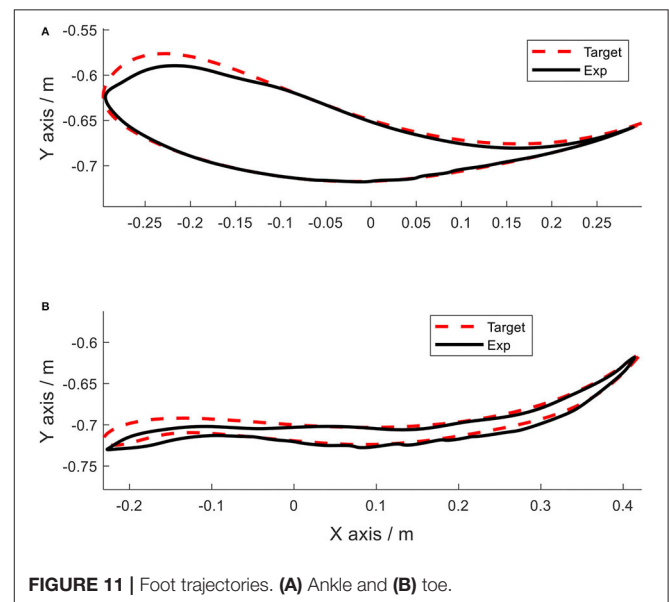 A
-0.55
Target
Exp
-0.6
Y axis / m
-0.65
-0.7
-0.25 -0.2 -0.15 -0.1 -0.05 0 0.05 0.1 0.15 0.2 0.25
B
Target
Exp
-0.6
Y axis / m
-0.65
-0.7
-0.75
-0.2 -0.1 0 0.1 0.2 0.3 0.4
X axis / m
FIGURE 11 | Foot trajectories. (A) Ankle and (B) toe.